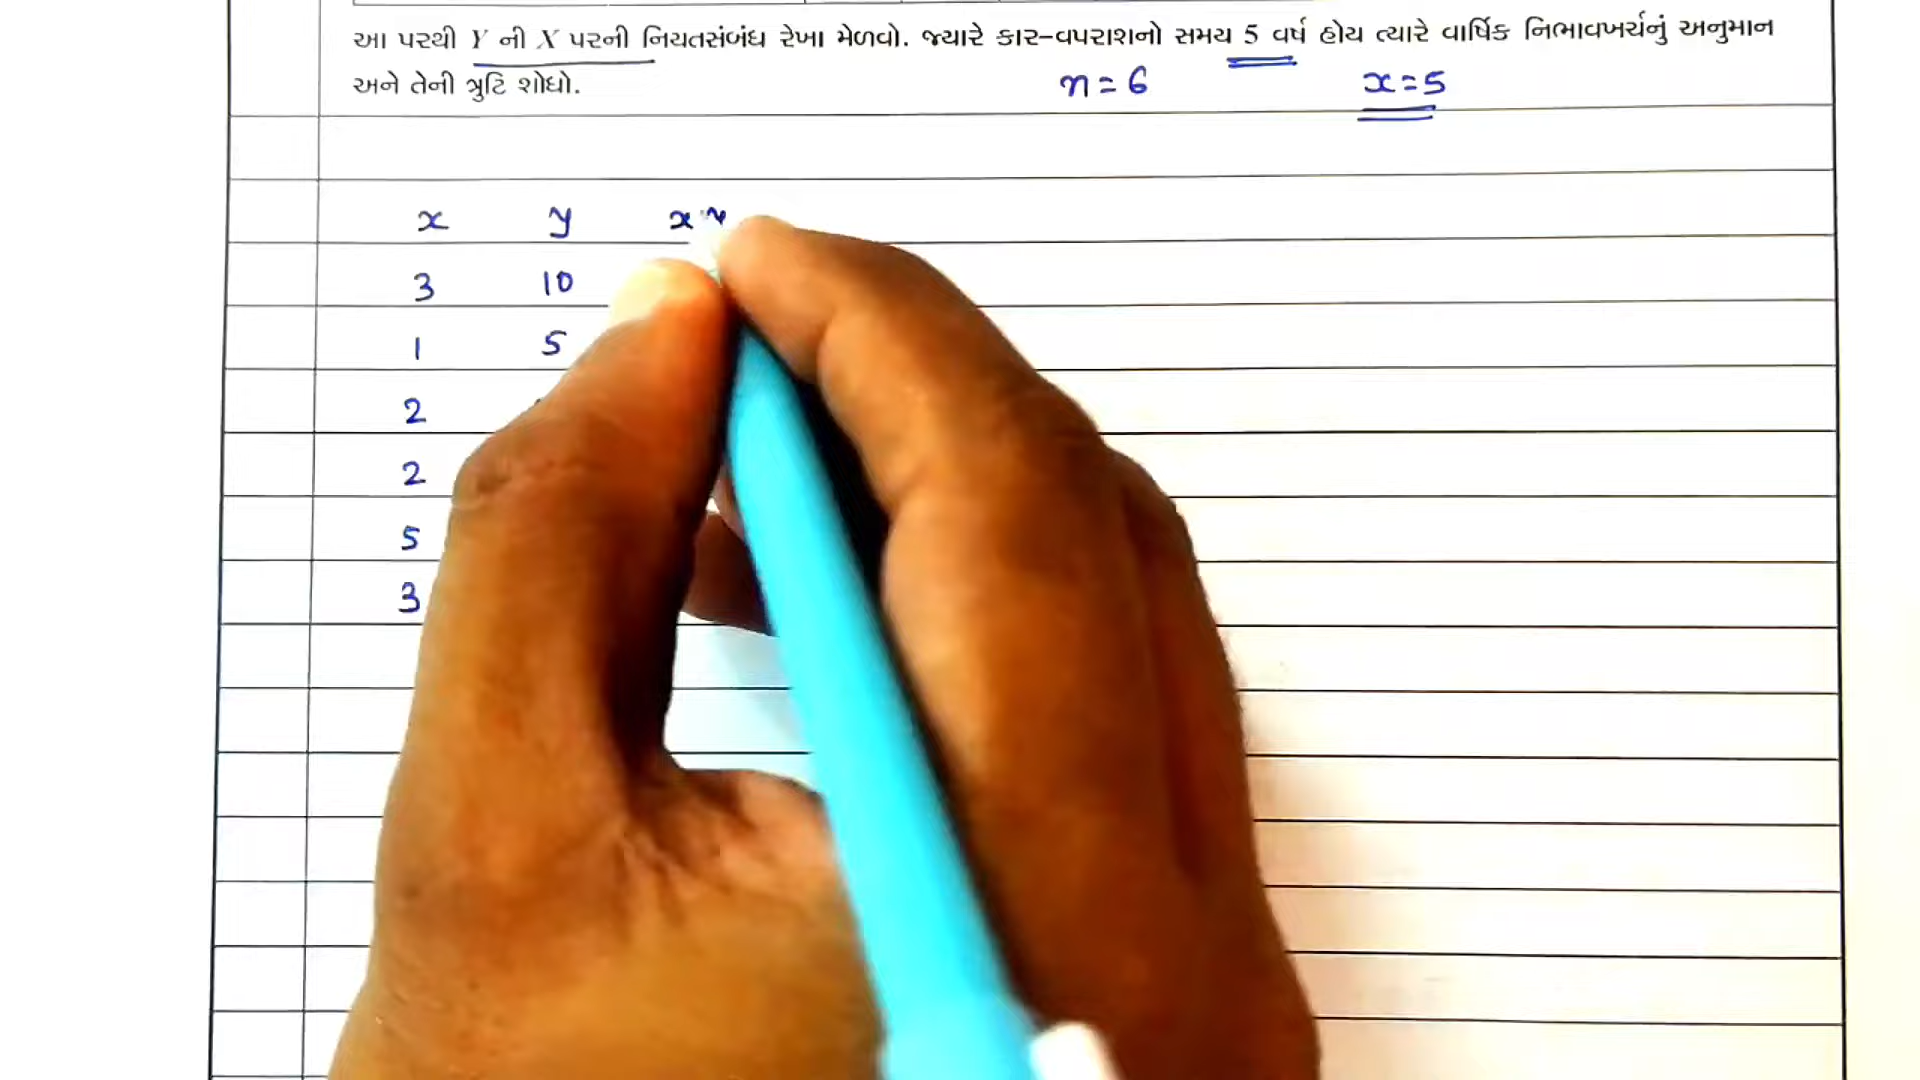 આ પરથી Y ની X પરની નિયતસંબંધ રેખા મેળવો. જ્યારે કાર-વપરાશનો સમય 5 વર્ષ હોય ત્યારે વાર્ષિક નિભાવખર્ચનું અનુમાન
અને તેની ત્રુટિ શોધો.
n = 6 x = 5
x y x y
3 10
1 5
2
2
5
3